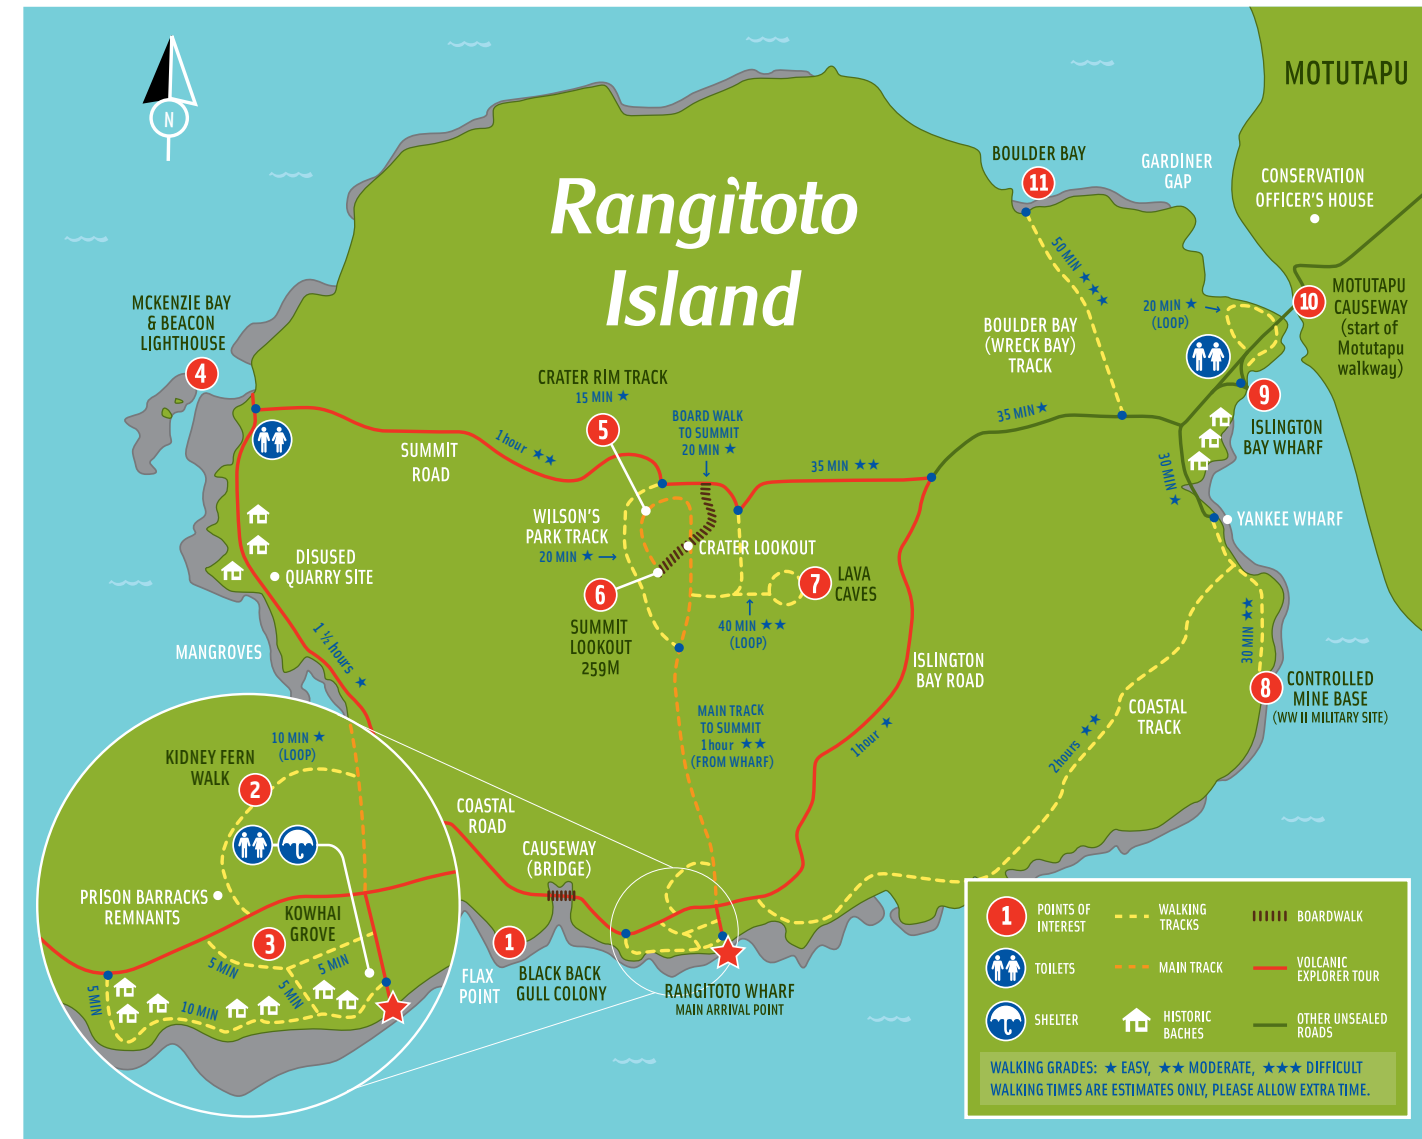 N
MOTUTAPU
Rangitoto
Island
BOULDER BAY
11
GARDINER
GAP
CONSERVATION
OFFICER'S HOUSE
50 MIN ★★★
MCKENZIE BAY
& BEACON
LIGHTHOUSE
4
20 MIN ★
(LOOP)
10
MOTUTAPU
CAUSEWAY
(start of
Motutapu
walkway)
BOULDER BAY
(WRECK BAY)
TRACK
CRATER RIM TRACK
15 MIN ★
5
BOARD WALK
TO SUMMIT
20 MIN ★
35 MIN ★
9
ISLINGTON
BAY WHARF
1 hour ★★
SUMMIT
ROAD
35 MIN ★★
30 MIN ★
WILSON'S
PARK TRACK
20 MIN ★
YANKEE WHARF
CRATER LOOKOUT
DISUSED
QUARRY SITE
6
SUMMIT
LOOKOUT
259M
7
LAVA
CAVES
40 MIN ★★
(LOOP)
MANGROVES
1 ½ hours ★
ISLINGTON
BAY ROAD
30 MIN ★★
8
CONTROLLED
MINE BASE
(WW II MILITARY SITE)
COASTAL
TRACK
2hours ★★
MAIN TRACK
TO SUMMIT
1hour ★★
(FROM WHARF)
1hour ★
10 MIN ★
(LOOP)
KIDNEY FERN
WALK
2
COASTAL
ROAD
CAUSEWAY
(BRIDGE)
PRISON BARRACKS
REMNANTS
KOWHAI
GROVE
3
5 MIN
5 MIN
5 MIN
5 MIN
10 MIN
FLAX
POINT
1
BLACK BACK
GULL COLONY
RANGITOTO WHARF
MAIN ARRIVAL POINT
1
POINTS OF
INTEREST
WALKING
TRACKS
BOARDWALK
TOILETS
MAIN TRACK
VOLCANIC
EXPLORER TOUR
SHELTER
HISTORIC
BACHES
OTHER UNSEALED
ROADS
WALKING GRADES: ★ EASY, ★★ MODERATE, ★★★ DIFFICULT
WALKING TIMES ARE ESTIMATES ONLY, PLEASE ALLOW EXTRA TIME.